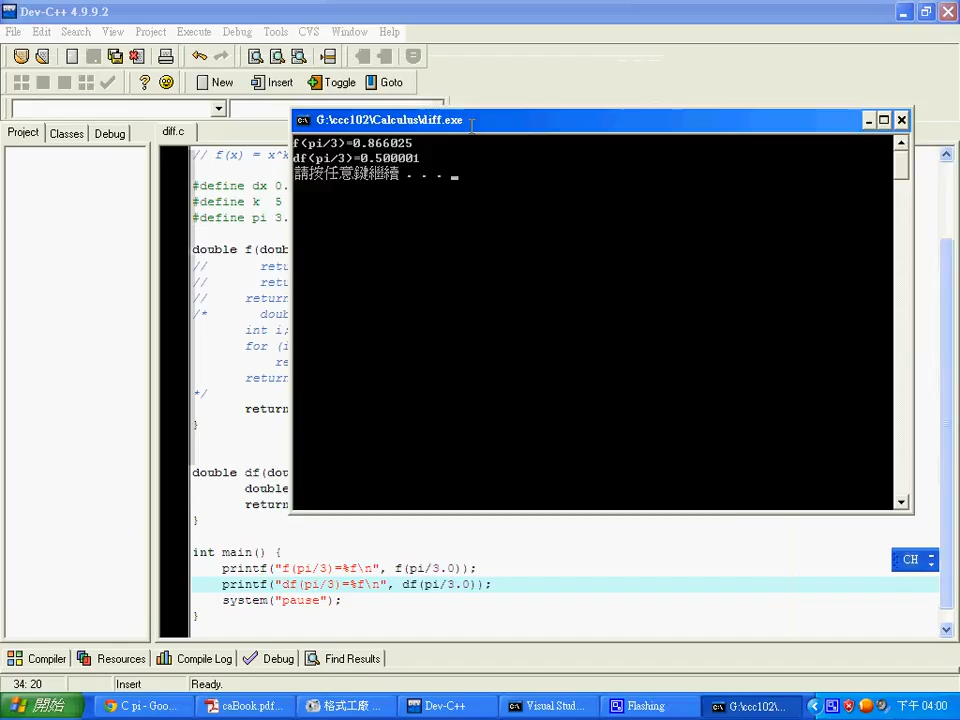 Dev-C++ 4.9.9.2
File Edit Search View Project Execute Debug Tools CVS Window Help
New Insert Toggle Goto
Project Classes Debug diff.c
G:\ccc102\Calculus\diff.exe
f(pi/3)=0.866025
df(pi/3)=0.500001
請按任意鍵繼續 . . .
// f(x) = x^k
#define dx 0.
#define k 5
#define pi 3.
double f(doub
// retu
// retu
// return
/* doub
int i;
for (i
re
return
*/
return
}
double df(dou
double
return
}
int main() {
printf("f(pi/3)=%f\n", f(pi/3.0));
printf("df(pi/3)=%f\n", df(pi/3.0));
system("pause");
}
CH
Compiler Resources Compile Log Debug Find Results
34: 20 Insert Ready.
開始 C pi - Goo... caBook.pdf... 格式工廠 ... Dev-C++ Visual Stud... Flashing G:\ccc102\... 下午 04:00